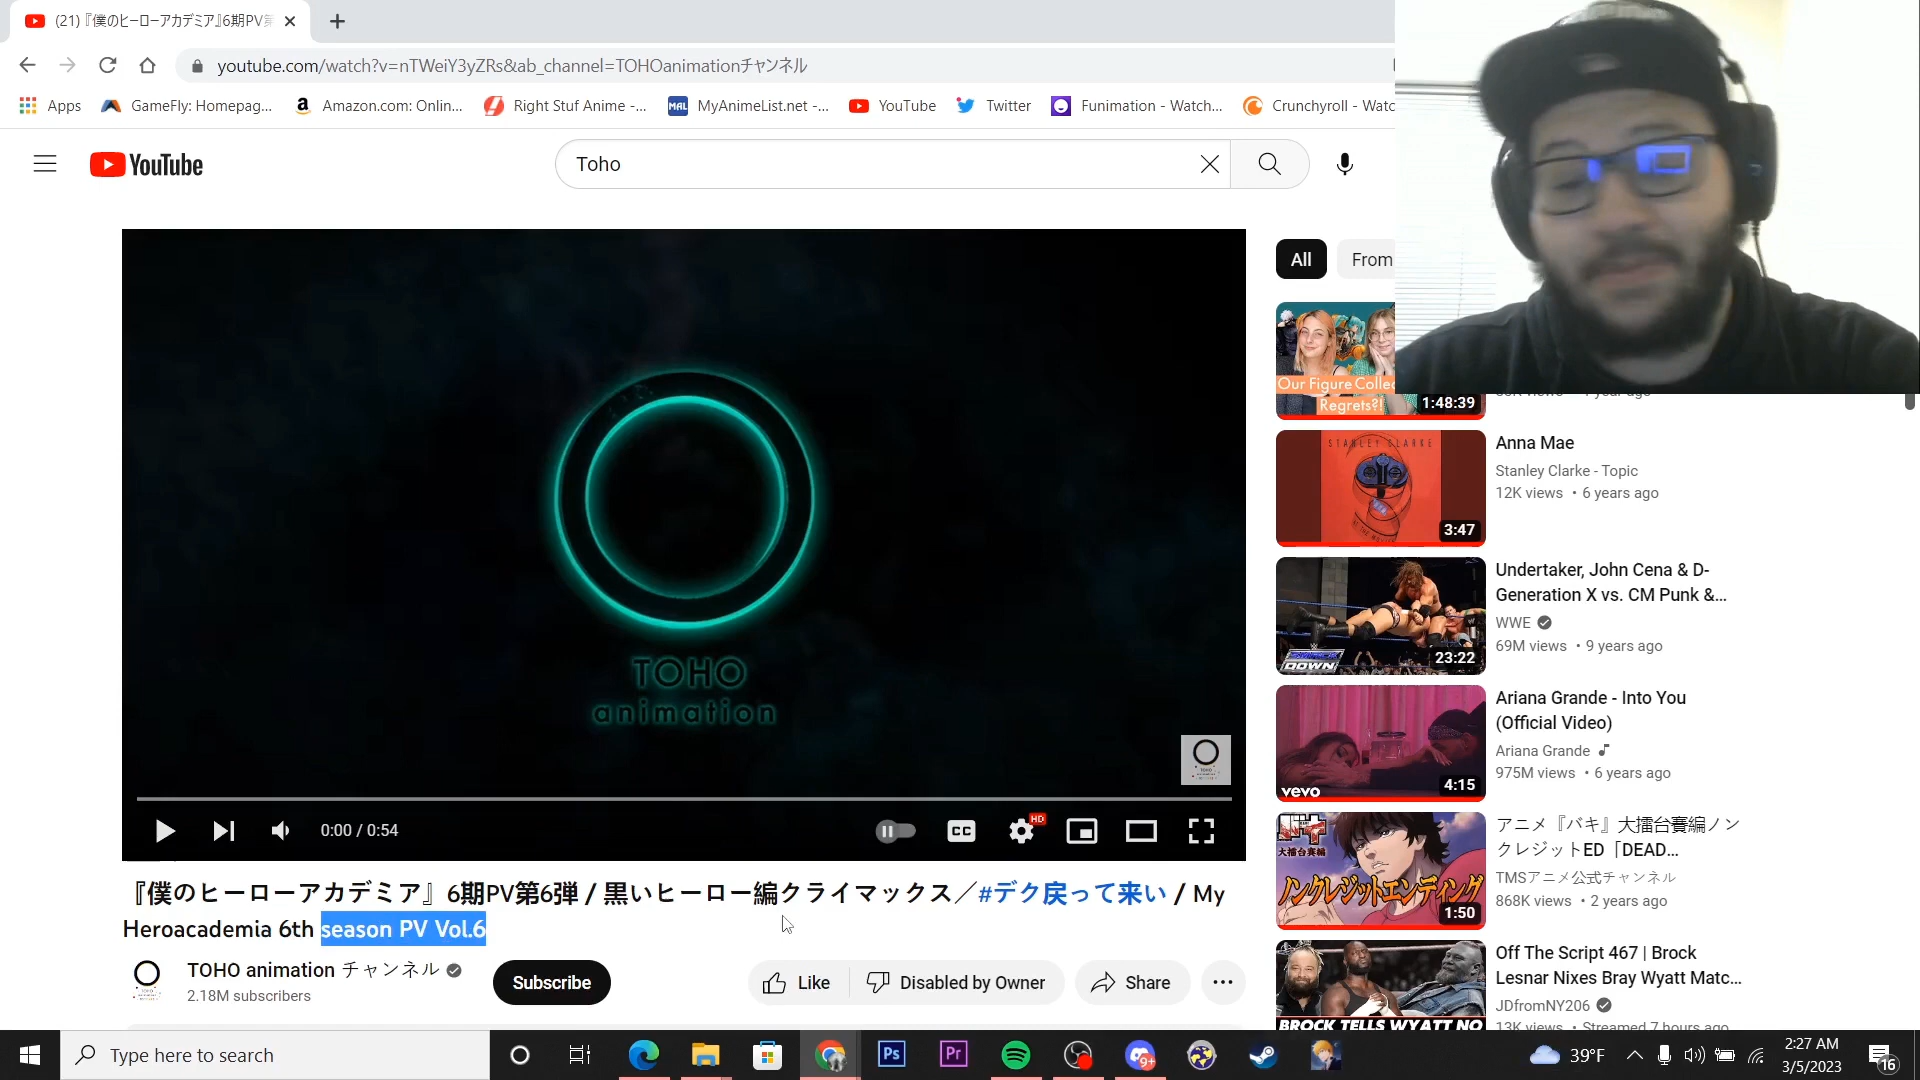 (21)『僕のヒーローアカデミア』6期PV第
youtube.com/watch?v=nTWeiY3yZRs&ab_channel=TOHOanimationチャンネル
Apps
GameFly: Homepag...
Amazon.com: Onlin...
Right Stuf Anime -...
MAL
MyAnimeList.net -...
YouTube
Twitter
Funimation - Watch...
Crunchyroll - Watc
YouTube
Toho
All
From
TOHO
animation
0:00 / 0:54
CC
HD
『僕のヒーローアカデミア』6期PV第6弾 / 黒いヒーロー編クライマックス／#デク戻って来い / My
Heroacademia 6th season PV Vol.6
TOHO animation チャンネル
2.18M subscribers
Subscribe
Like
Disabled by Owner
Share
Our Figure Collec
Regrets?!
1:48:39
STANLEY CLARKE
3:47
Anna Mae
Stanley Clarke - Topic
12K views • 6 years ago
DOWN
23:22
Undertaker, John Cena & D-
Generation X vs. CM Punk &...
WWE
69M views • 9 years ago
vevo
4:15
Ariana Grande - Into You
(Official Video)
Ariana Grande
975M views • 6 years ago
大擂台賽編
ノンクレジットエンディング
1:50
アニメ『バキ』大擂台賽編ノン
クレジットED「DEAD...
TMSアニメ公式チャンネル
868K views • 2 years ago
BROCK TELLS WYATT NO
Off The Script 467 | Brock
Lesnar Nixes Bray Wyatt Matc...
JDfromNY206
13K views • Streamed 7 hours ago
Type here to search
Ps
Pr
9+
39°F
2:27 AM
3/5/2023
16